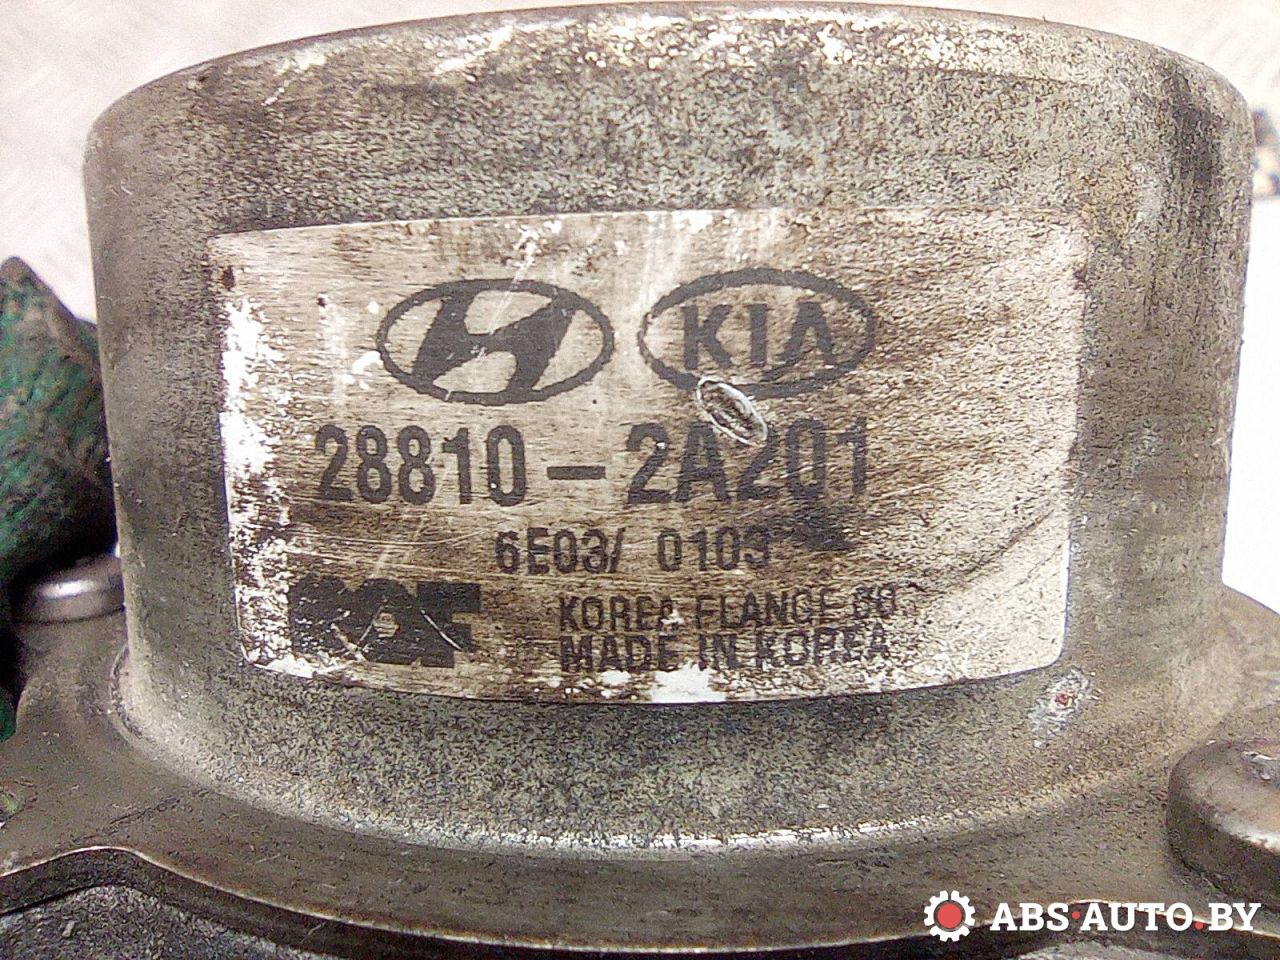 KIA
28810-2A201
6E03/ 0103
KOREA FLANGE CO
MADE IN KOREA
ABS·AUTO.BY